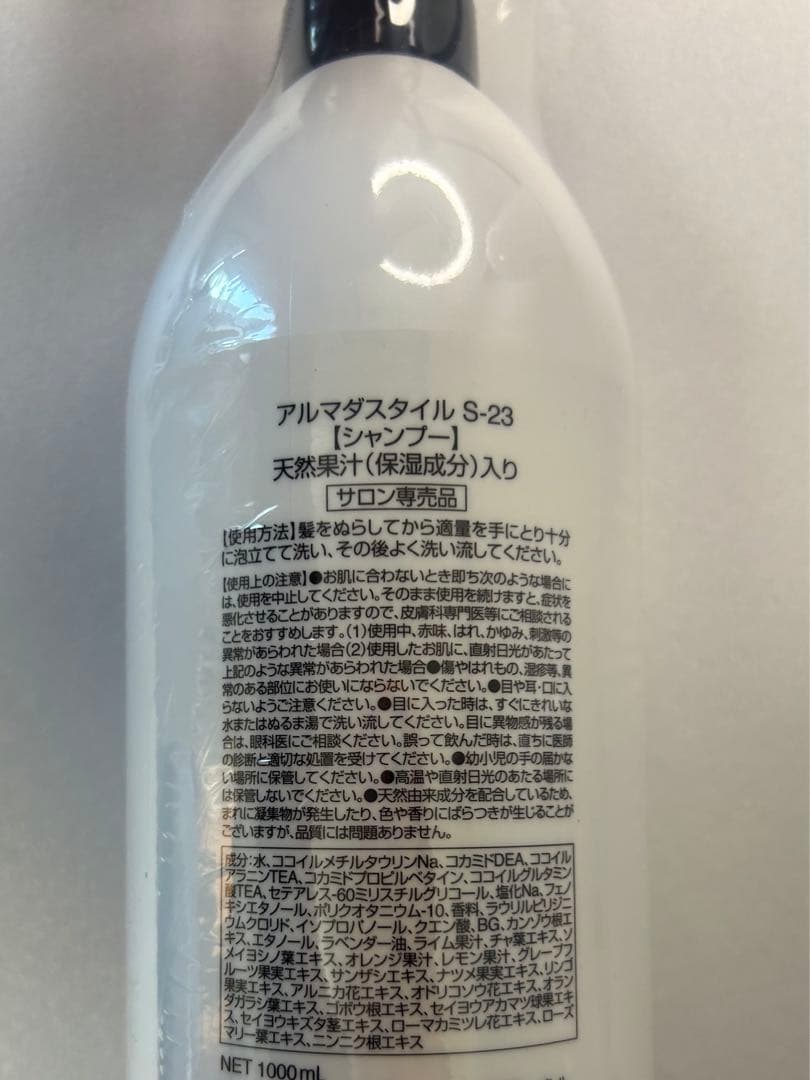 アルマダスタイル S-23
【シャンプー】
天然果汁(保湿成分)入り
サロン専売品
【使用方法】髪をぬらしてから適量を手にとり十分
に泡立てて洗い、その後よく洗い流してください。
【使用上の注意】●お肌に合わないとき即ち次のような場合に
は、使用を中止してください。そのまま使用を続けますと、症状を
悪化させることがありますので、皮膚科専門医等にご相談される
ことをおすすめします。(1)使用中、赤味、はれ、かゆみ、刺激等の
異常があらわれた場合(2)使用したお肌に、直射日光があたって
上記のような異常があらわれた場合●傷やはれもの、湿疹等、異
常のある部位にお使いにならないでください。●目や耳・口に入
らないようご注意ください。●目に入った時は、すぐにきれいな
水またはぬるま湯で洗い流してください。目に異物感が残る場
合は、眼科医にご相談ください。誤って飲んだ時は、直ちに医師
の診断と適切な処置を受けてください。●幼小児の手の届かな
い場所に保管してください。●高温や直射日光のあたる場所に
は保管しないでください。●天然由来成分を配合しているため、
まれに凝集物が発生したり、色や香りにばらつきが生じることが
ございますが、品質には問題ありません。
成分:水、ココイルメチルタウリンNa、コカミドDEA、ココイル
アラニンTEA、コカミドプロピルベタイン、ココイルグルタミン
酸TEA、セテアレス-60ミリスチルグリコール、塩化Na、フェノ
キシエタノール、ポリクオタニウム-10、香料、ラウリルピリジニ
ウムクロリド、イソプロパノール、クエン酸、BG、カンゾウ根エ
キス、エタノール、ラベンダー油、ライム果汁、チャ葉エキス、ソ
メイヨシノ葉エキス、オレンジ果汁、レモン果汁、グレープフ
ルーツ果実エキス、サンザシエキス、ナツメ果実エキス、リンゴ
果実エキス、アルニカ花エキス、オドリコソウ花エキス、オラン
ダガラシ葉エキス、ゴボウ根エキス、セイヨウアカマツ球果エキ
ス、セイヨウキズタ茎エキス、ローマカミツレ花エキス、ローズ
マリー葉エキス、ニンニク根エキス
NET 1000mL